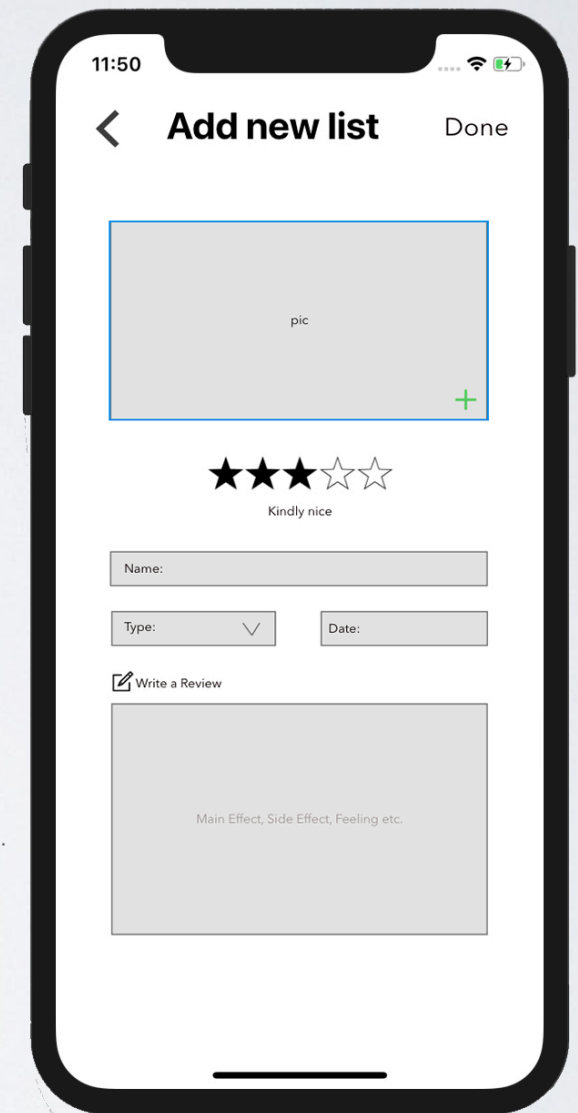 11:50
Add new list
Done
pic
Kindly nice
Name:
Type:
Date:
Write a Review
Main Effect, Side Effect, Feeling etc.